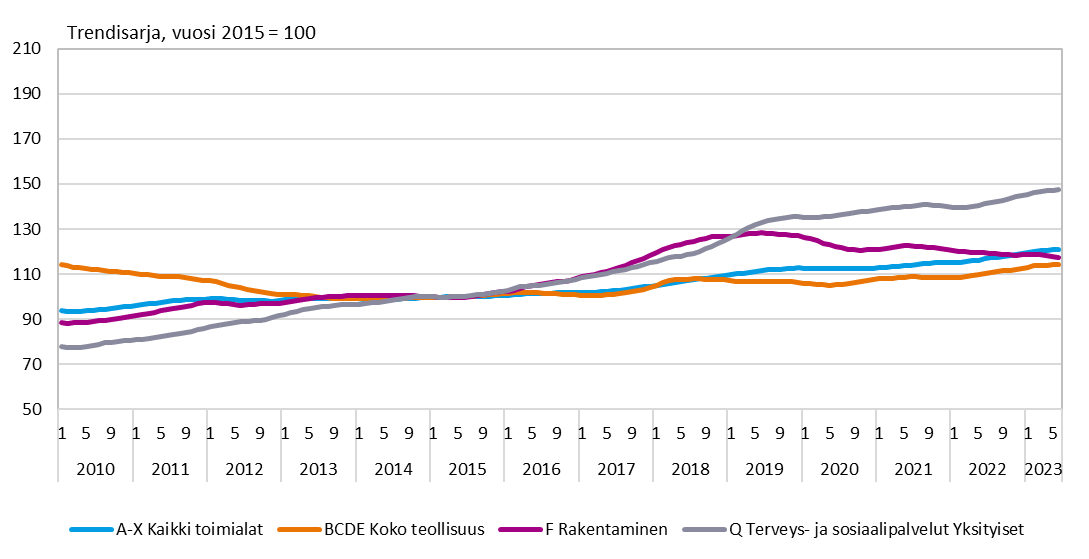 Trendisarja, vuosi 2015 = 100
210
190
170
150
130
110
90
70
50
1 5 9 1 5 9 1 5 9 1 5 9 1 5 9 1 5 9 1 5 9 1 5 9 1 5 9 1 5 9 1 5 9 1 5 9 1 5 9 1 5
2010 2011 2012 2013 2014 2015 2016 2017 2018 2019 2020 2021 2022 2023
A-X Kaikki toimialat BCDE Koko teollisuus F Rakentaminen Q Terveys- ja sosiaalipalvelut Yksityiset